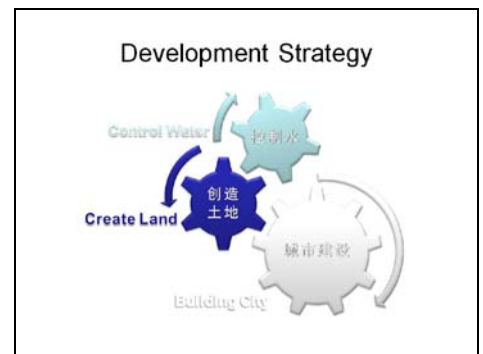 Development Strategy
Control Water
控制水
创造
土地
Create Land
城市建设
Building City